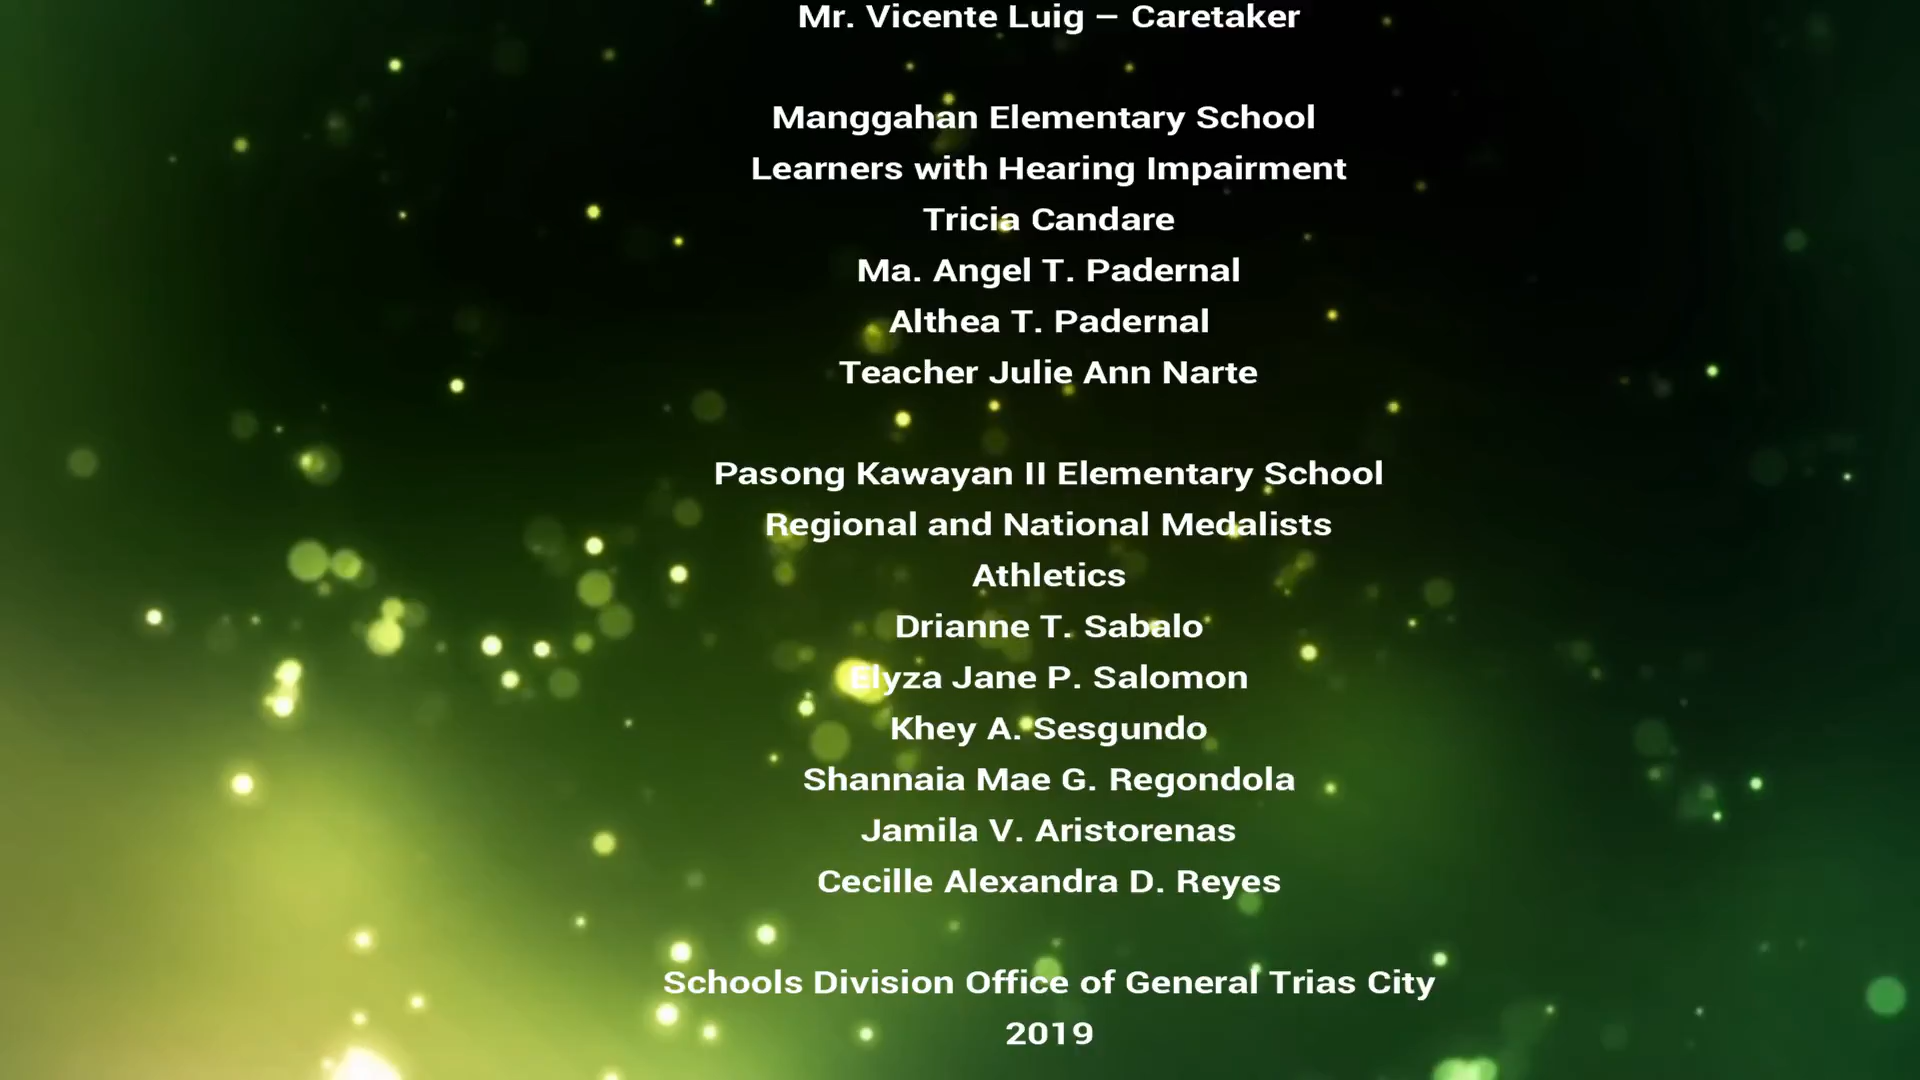 Mr. Vicente Luig – Caretaker
Manggahan Elementary School
Learners with Hearing Impairment
Tricia Candare
Ma. Angel T. Padernal
Althea T. Padernal
Teacher Julie Ann Narte
Pasong Kawayan II Elementary School
Regional and National Medalists
Athletics
Drianne T. Sabalo
Elyza Jane P. Salomon
Khey A. Sesgundo
Shannaia Mae G. Regondola
Jamila V. Aristorenas
Cecille Alexandra D. Reyes
Schools Division Office of General Trias City
2019